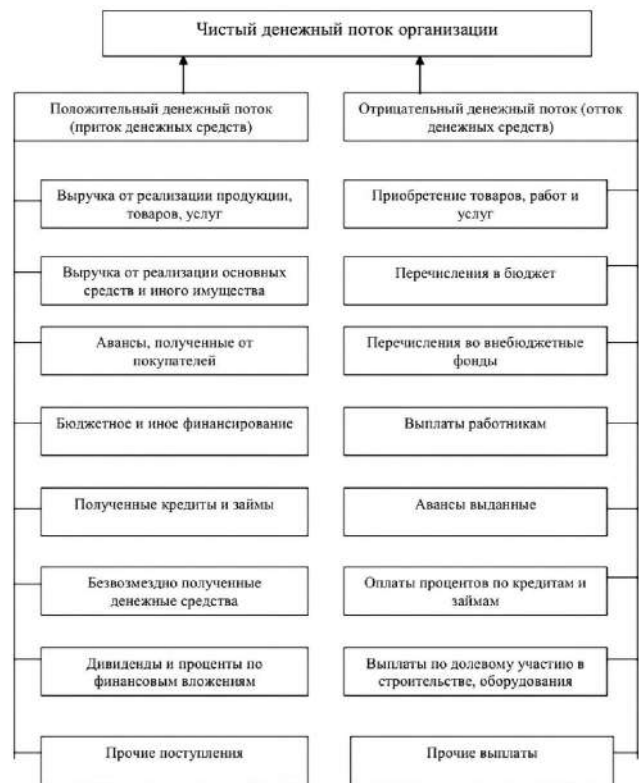 Чистый денежный поток организации
Положительный денежный поток
(приток денежных средств)
Отрицательный денежный поток (отток
денежных средств)
Выручка от реализации продукции,
товаров, услуг
Приобретение товаров, работ и
услуг
Выручка от реализации основных
средств и иного имущества
Перечисления в бюджет
Авансы, полученные от
покупателей
Перечисления во внебюджетные
фонды
Бюджетное и иное финансирование
Выплаты работникам
Полученные кредиты и займы
Авансы выданные
Безвозмездно полученные
денежные средства
Оплаты процентов по кредитам и
займам
Дивиденды и проценты по
финансовым вложениям
Выплаты по долевому участию в
строительстве, оборудования
Прочие поступления
Прочие выплаты